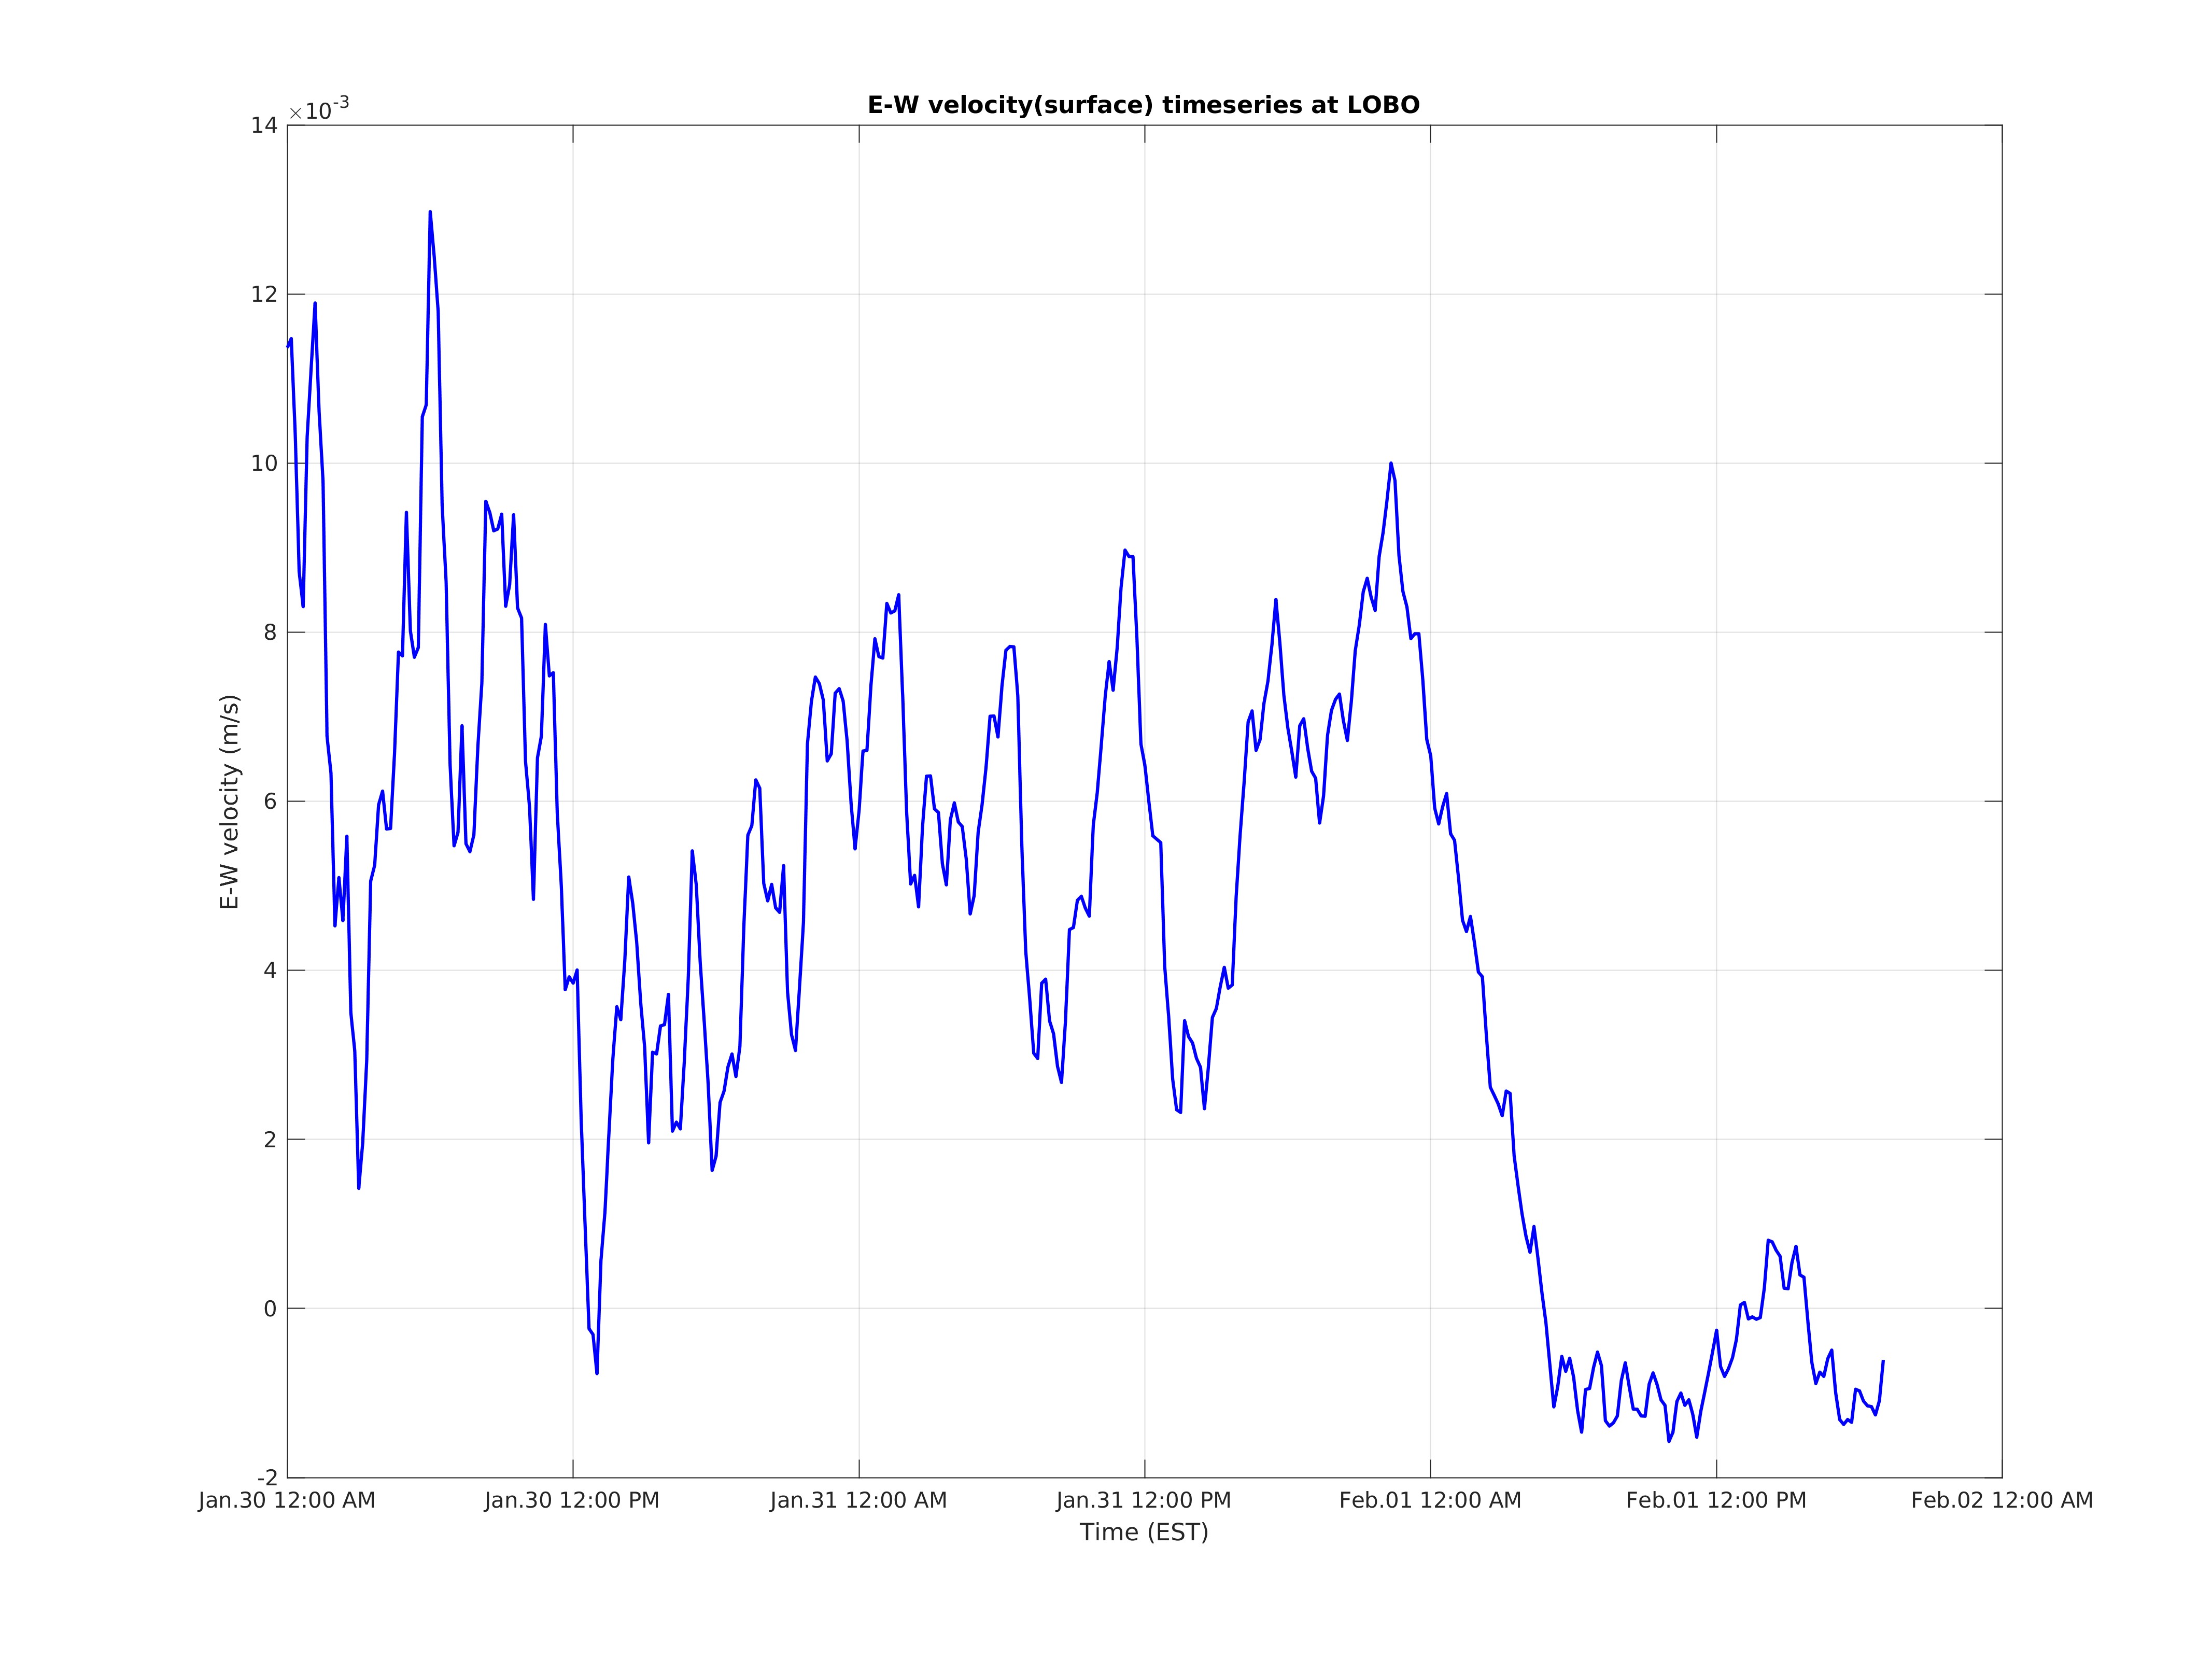 E-W velocity(surface) timeseries at LOBO
×10-3
14
12
10
8
6
4
2
0
-2
E-W velocity (m/s)
Jan.30 12:00 AM Jan.30 12:00 PM Jan.31 12:00 AM Jan.31 12:00 PM Feb.01 12:00 AM Feb.01 12:00 PM Feb.02 12:00 AM
Time (EST)